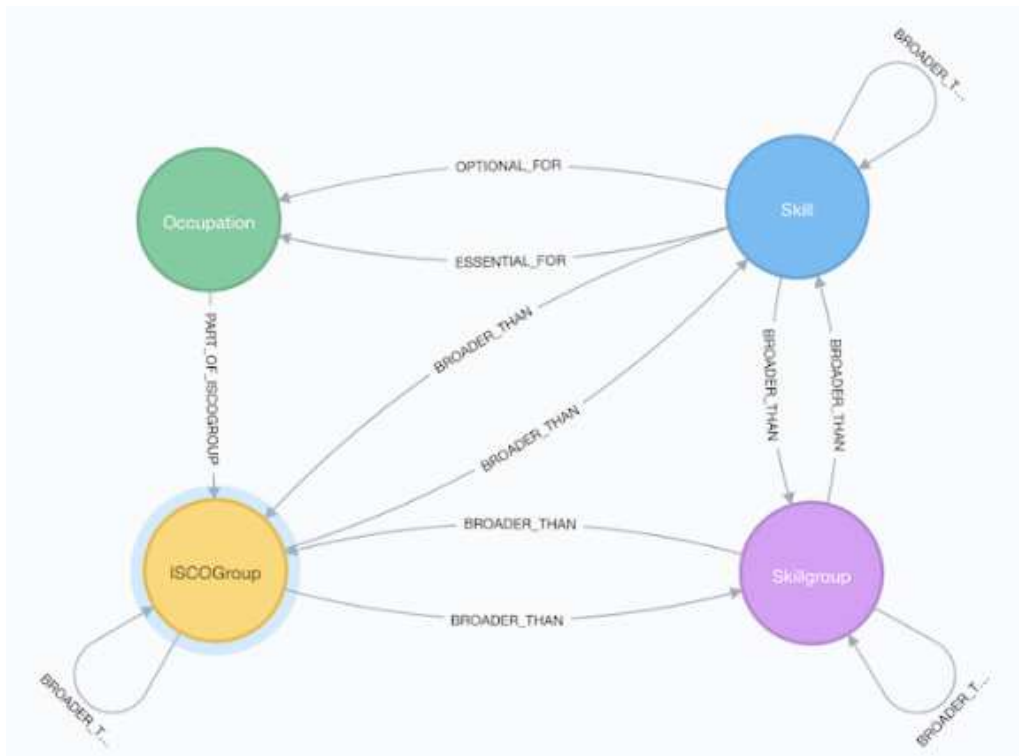 BROADER_T...
OPTIONAL_FOR
Occupation
Skill
ESSENTIAL_FOR
PART_OF_ISCOGROUP
BROADER_THAN
BROADER_THAN
BROADER_THAN
BROADER_THAN
BROADER_THAN
ISCOGroup
Skillgroup
BROADER_THAN
BROADER_T...
BROADER_T...